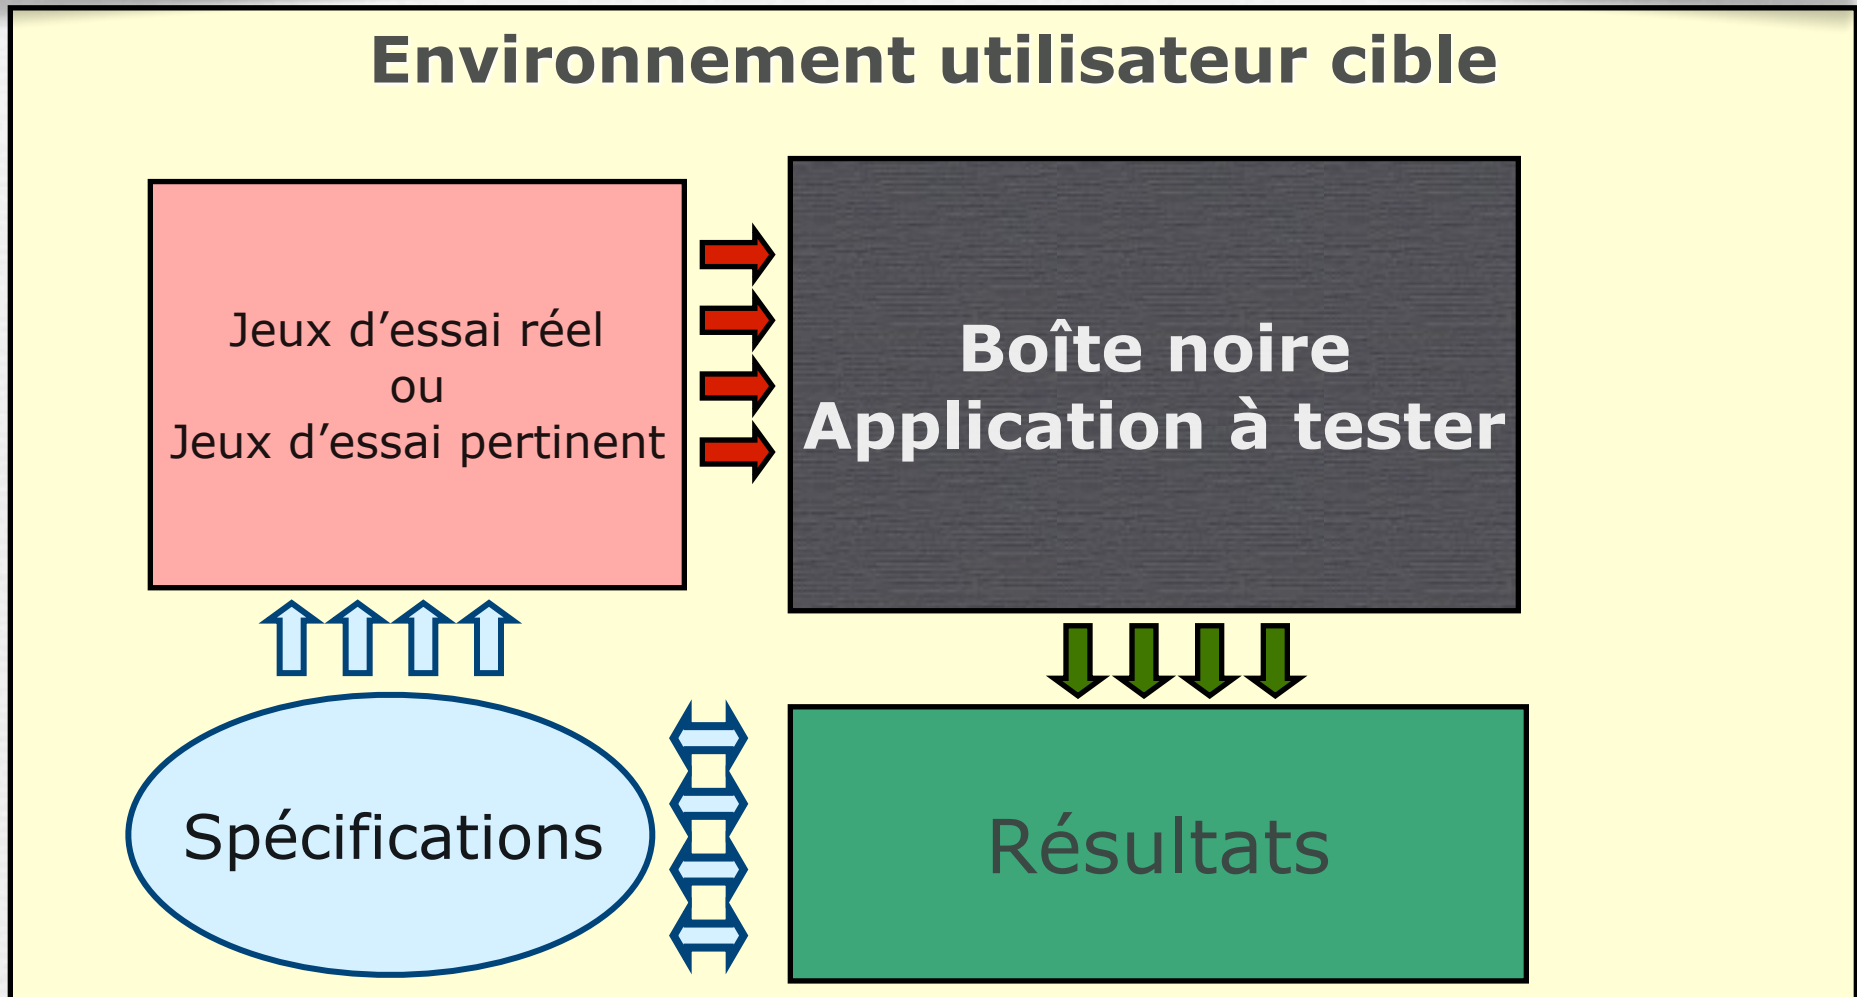 Environnement utilisateur cible
Jeux d’essai réel
ou
Jeux d’essai pertinent
Boîte noire
Application à tester
Spécifications
Résultats